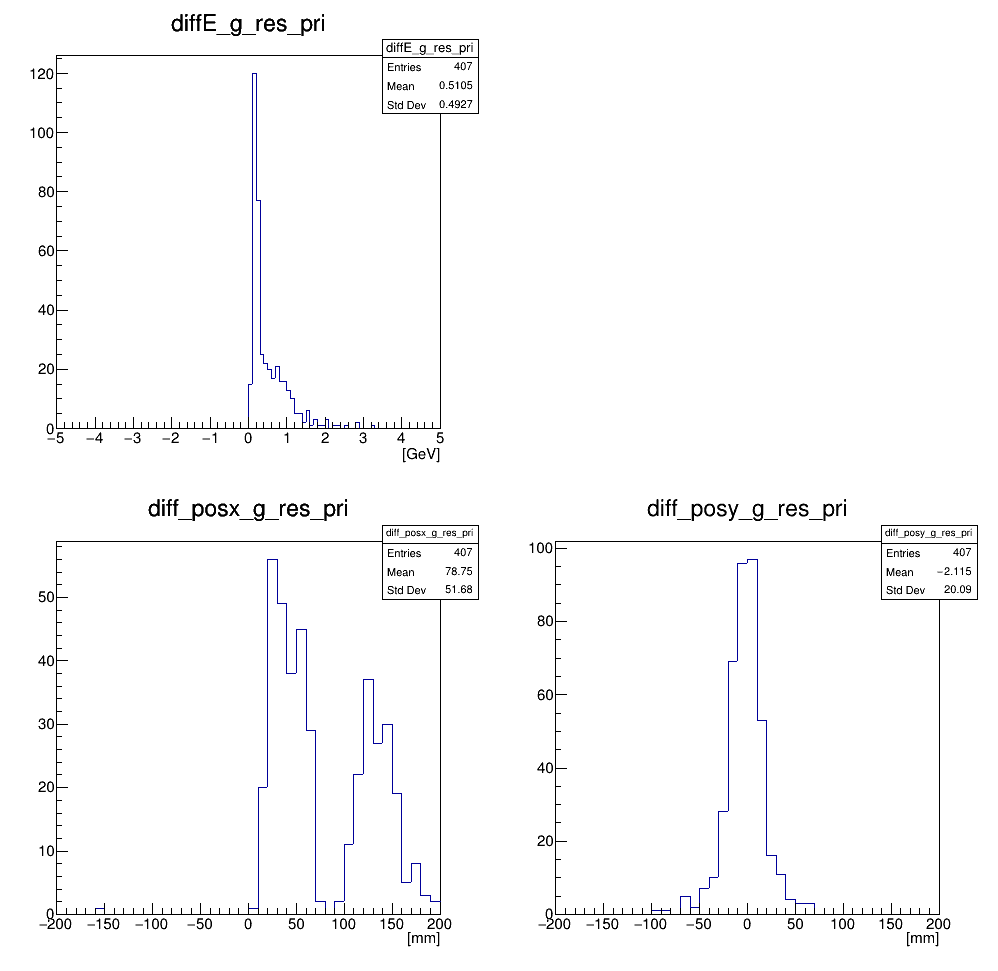 diffE_g_res_pri
diffE_g_res_pri
Entries 407
Mean 0.5105
Std Dev 0.4927
120
100
80
60
40
20
0
−5 −4 −3 −2 −1 0 1 2 3 4 5
[GeV]
diff_posx_g_res_pri
diff_posx_g_res_pri
Entries 407
Mean 78.75
Std Dev 51.68
50
40
30
20
10
0
−200 −150 −100 −50 0 50 100 150 200
[mm]
diff_posy_g_res_pri
diff_posy_g_res_pri
Entries 407
Mean −2.115
Std Dev 20.09
100
80
60
40
20
0
−200 −150 −100 −50 0 50 100 150 200
[mm]